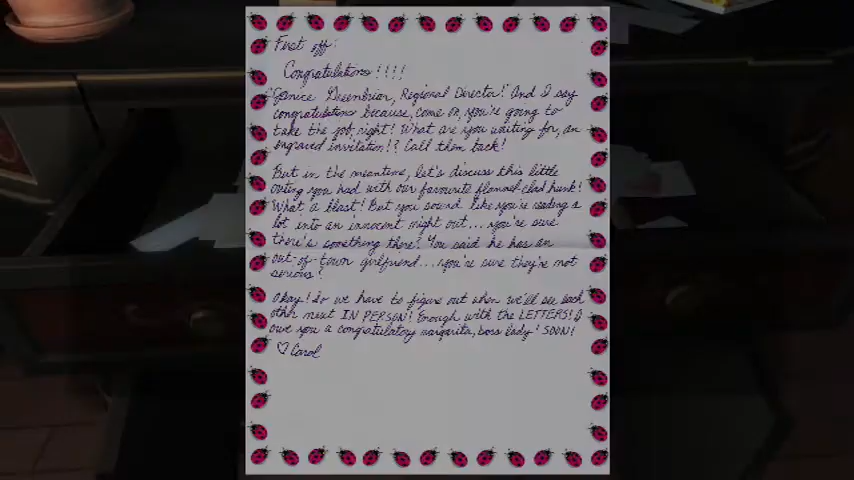 First off:
Congratulations!!!!
Janice Greenbriar, Regional Director! And I say
congratulations because, come on, you're going to
take the job, right! What are you waiting for, an
engraved invitation!? Call them back!
But in the meantime, let's discuss this little
outing you had with our favourite flannel-clad hunk!
What a blast! But you sound like you're reading a
lot into an innocent night out... you're sure
there's something there? You said he has an
out-of-town girlfriend... you're sure they're not
serious?
Okay! So we have to figure out when we'll see each
other next IN PERSON! Enough with the LETTERS! I
owe you a congratulatory margarita, boss lady! SOON!
♡ Carol